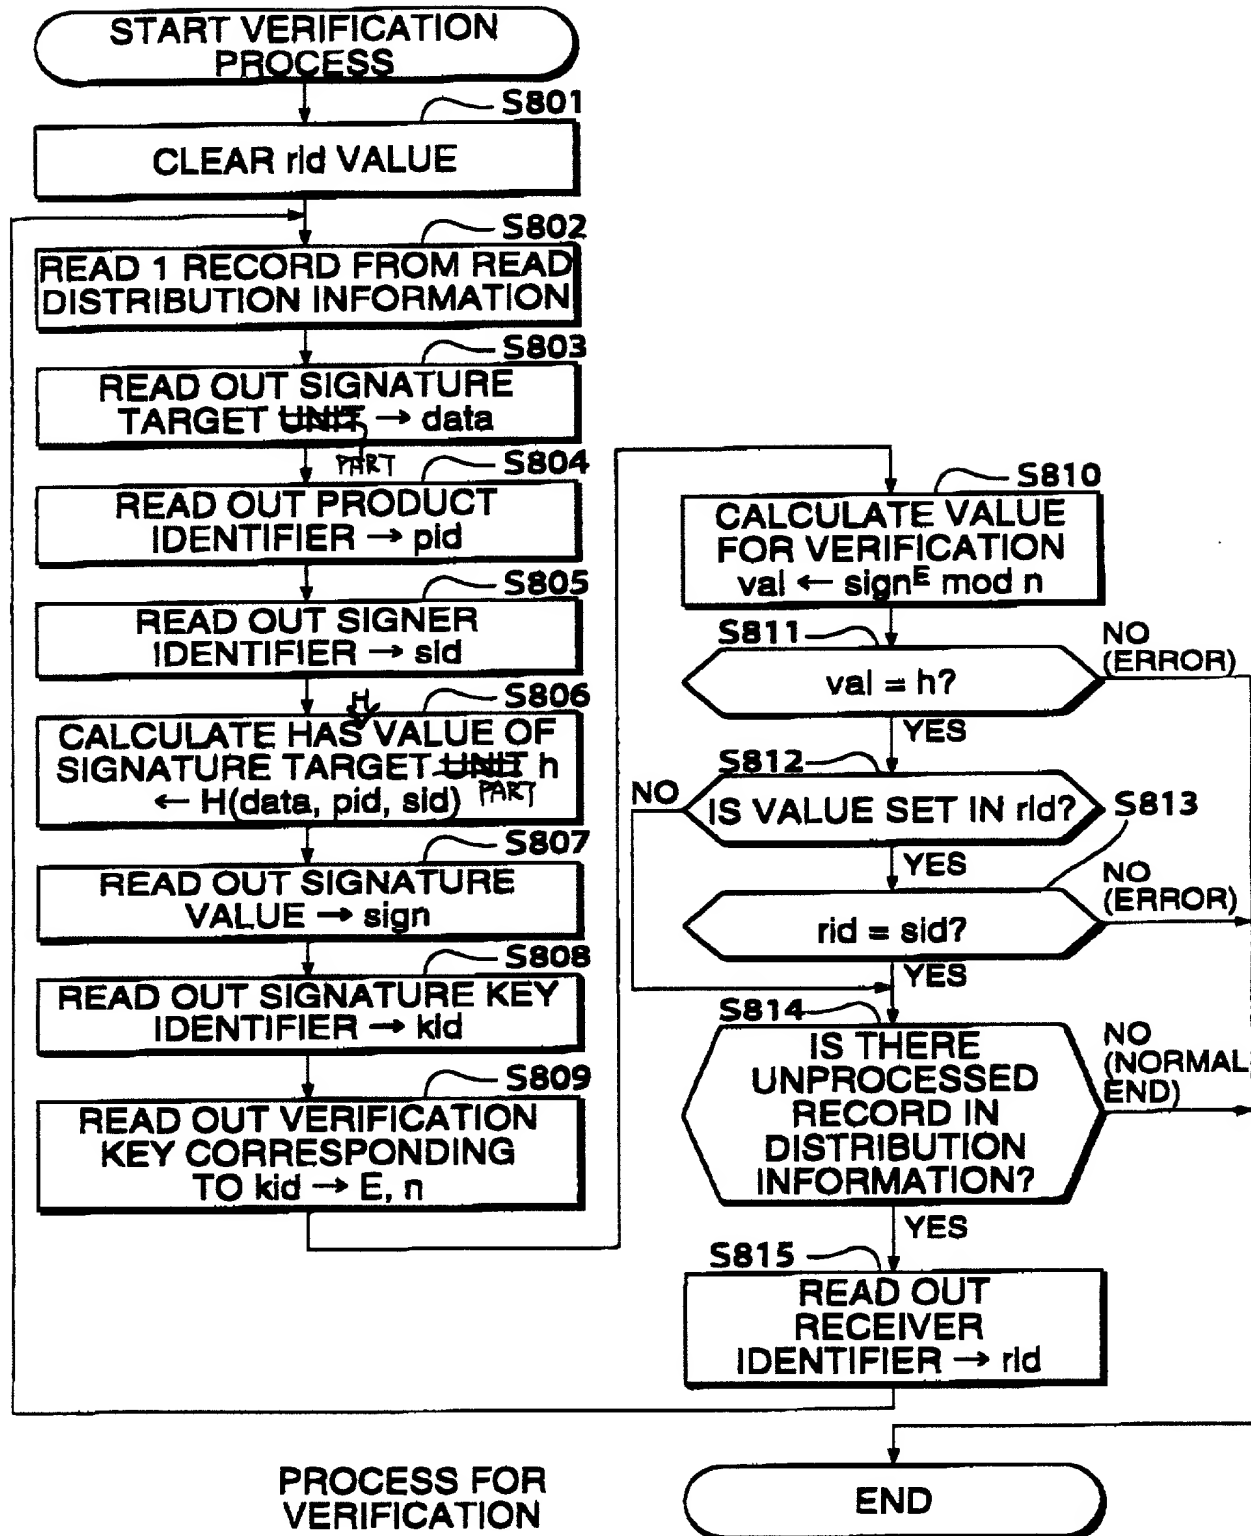 START VERIFICATION
PROCESS
S801
CLEAR rid VALUE
S802
READ 1 RECORD FROM READ
DISTRIBUTION INFORMATION
S803
READ OUT SIGNATURE
TARGET UNIT → data
PART
S804
READ OUT PRODUCT
IDENTIFIER → pid
S805
READ OUT SIGNER
IDENTIFIER → sid
S806
H
CALCULATE HAS VALUE OF
SIGNATURE TARGET UNIT h
← H(data, pid, sid)
PART
S807
READ OUT SIGNATURE
VALUE → sign
S808
READ OUT SIGNATURE KEY
IDENTIFIER → kid
S809
READ OUT VERIFICATION
KEY CORRESPONDING
TO kid → E, n
S810
CALCULATE VALUE
FOR VERIFICATION
val ← sign^E mod n
S811
val = h?
NO
(ERROR)
YES
S812
NO
IS VALUE SET IN rid?
YES
S813
rid = sid?
NO
(ERROR)
YES
S814
IS THERE
UNPROCESSED
RECORD IN
DISTRIBUTION
INFORMATION?
NO
(NORMAL
END)
YES
S815
READ OUT
RECEIVER
IDENTIFIER → rid
END
PROCESS FOR
VERIFICATION